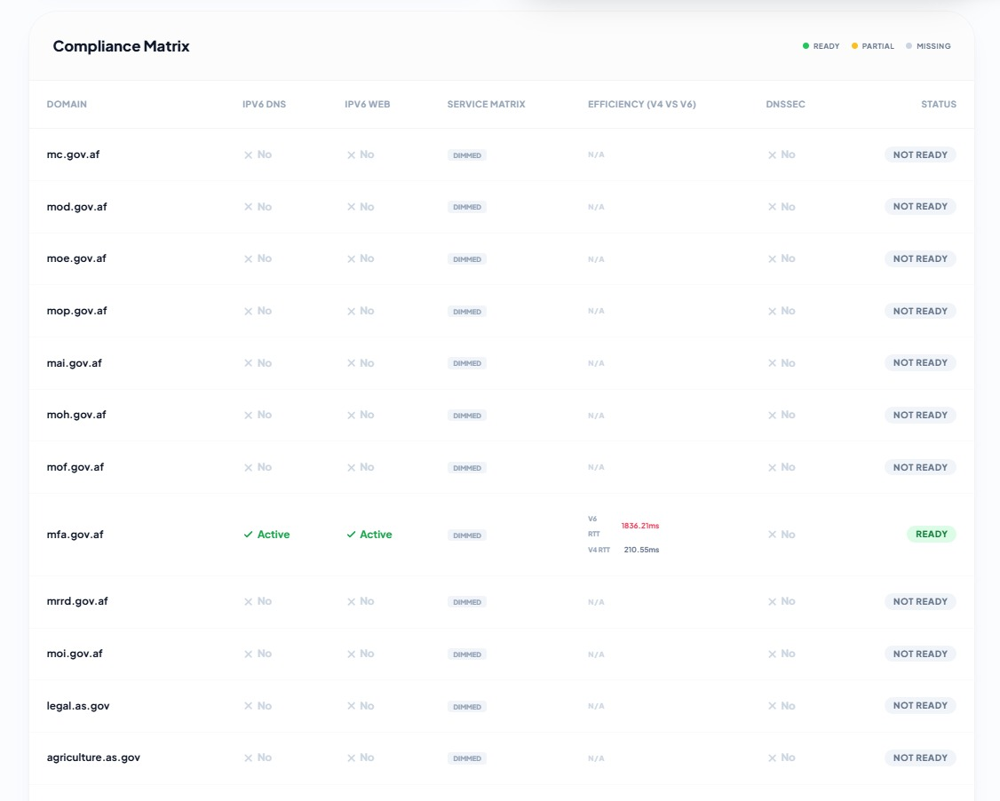 Compliance Matrix
READY PARTIAL MISSING
DOMAIN IPV6 DNS IPV6 WEB SERVICE MATRIX EFFICIENCY (V4 VS V6) DNSSEC STATUS
mc.gov.af No No DIMMED N/A No NOT READY
mod.gov.af No No DIMMED N/A No NOT READY
moe.gov.af No No DIMMED N/A No NOT READY
mop.gov.af No No DIMMED N/A No NOT READY
mai.gov.af No No DIMMED N/A No NOT READY
moh.gov.af No No DIMMED N/A No NOT READY
mof.gov.af No No DIMMED N/A No NOT READY
mfa.gov.af Active Active DIMMED V6 RTT 1836.21ms V4 RTT 210.55ms No READY
mrrd.gov.af No No DIMMED N/A No NOT READY
moi.gov.af No No DIMMED N/A No NOT READY
legal.as.gov No No DIMMED N/A No NOT READY
agriculture.as.gov No No DIMMED N/A No NOT READY